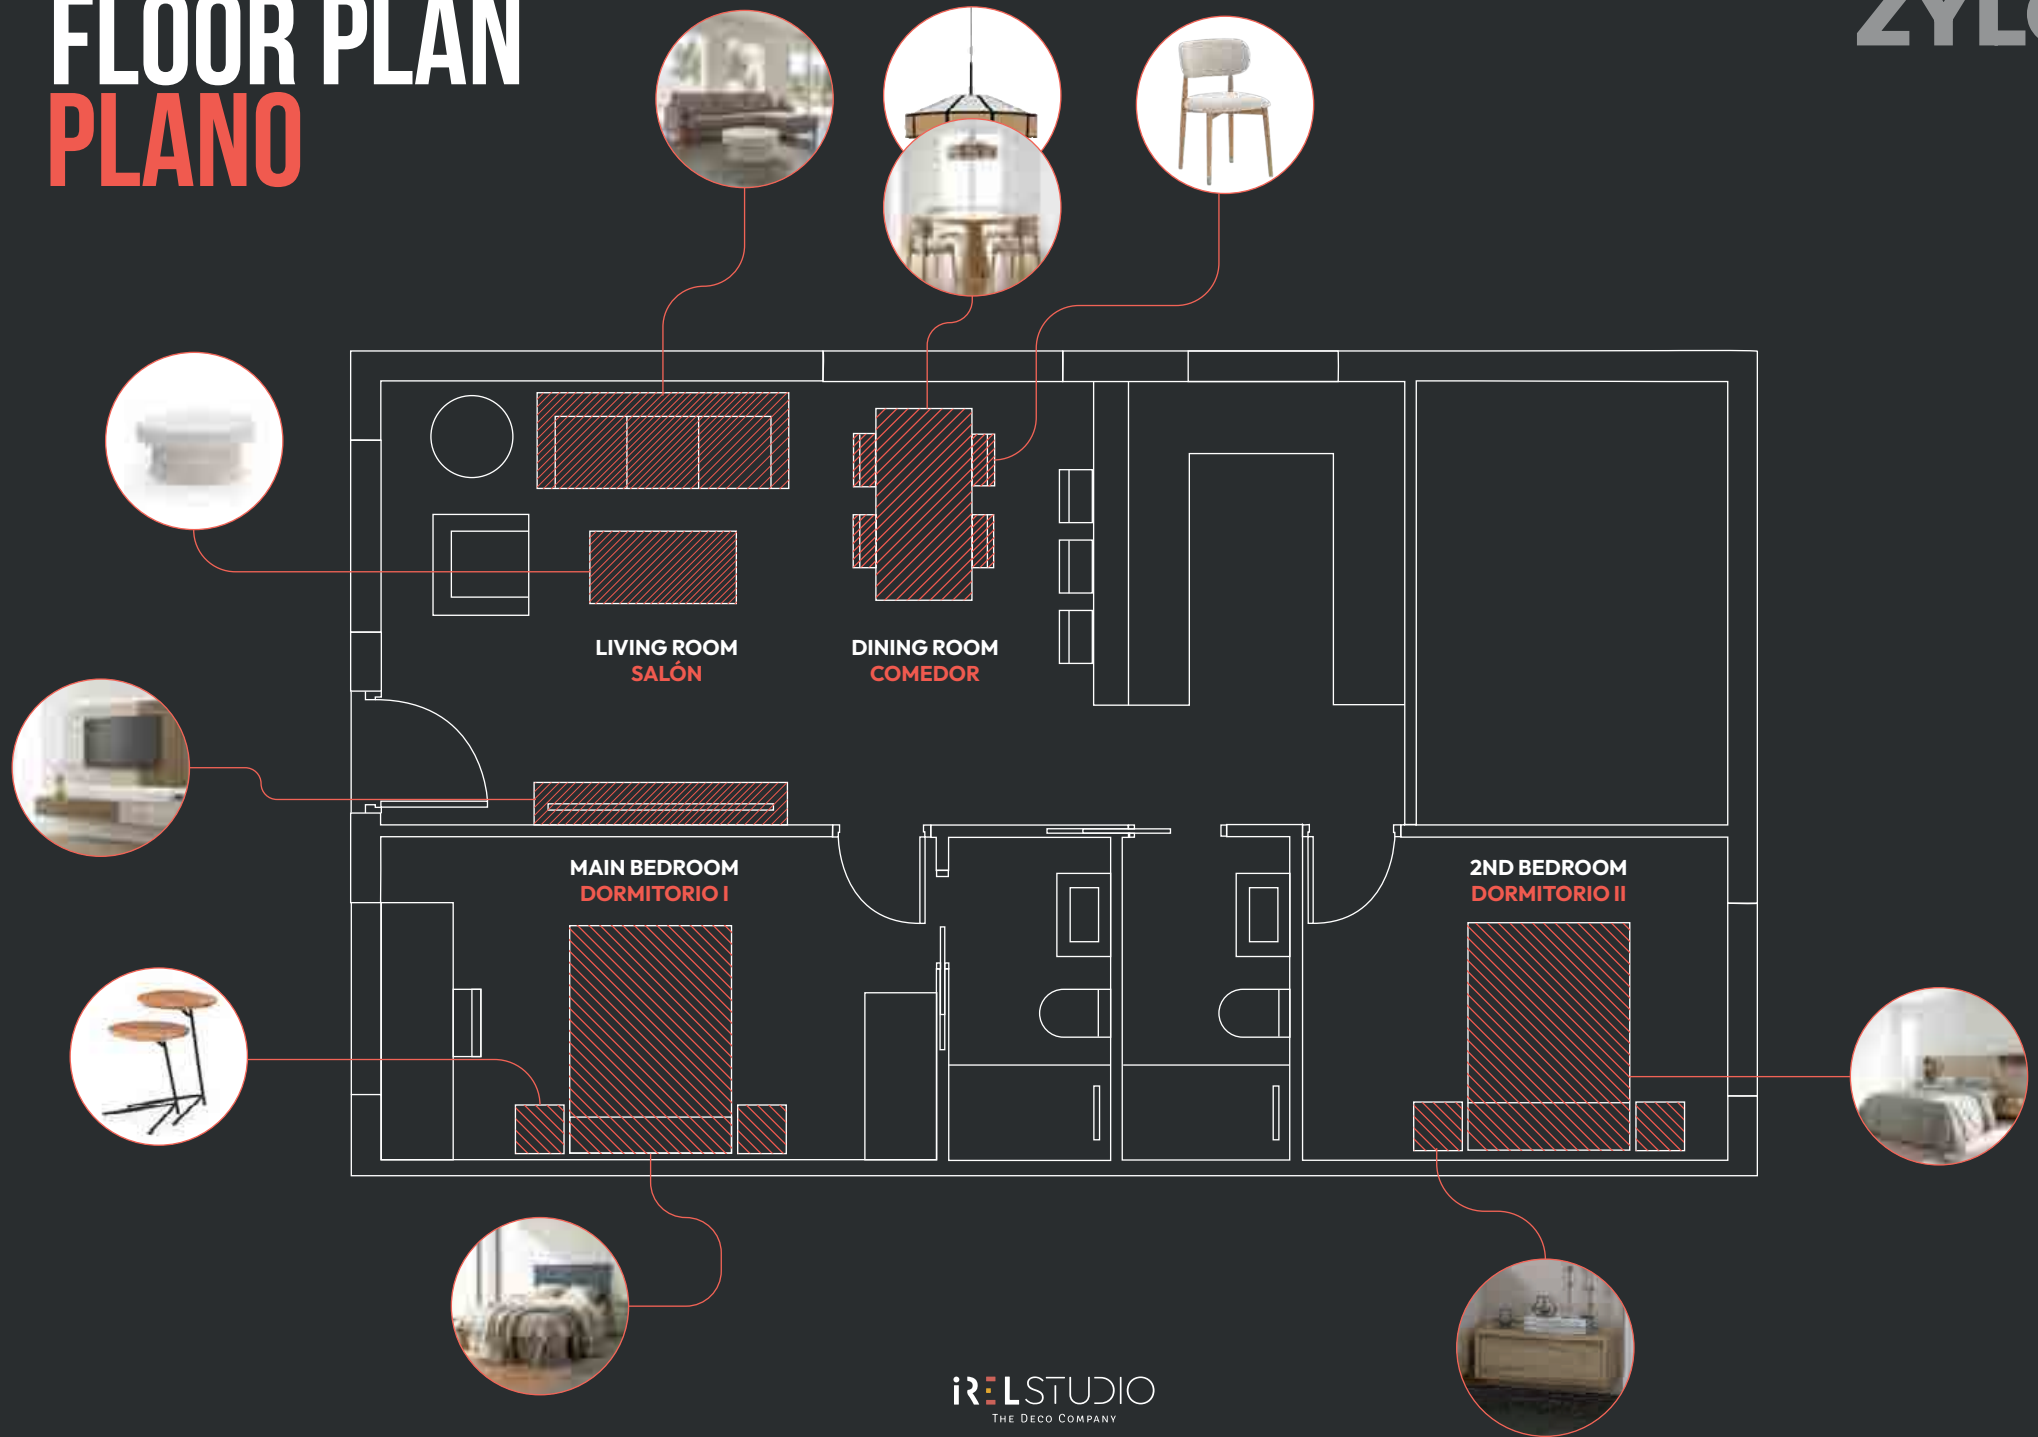 FLOOR PLAN
PLANO
LIVING ROOM
SALÓN
DINING ROOM
COMEDOR
MAIN BEDROOM
DORMITORIO I
2ND BEDROOM
DORMITORIO II
iRELSTUDIO
THE DECO COMPANY